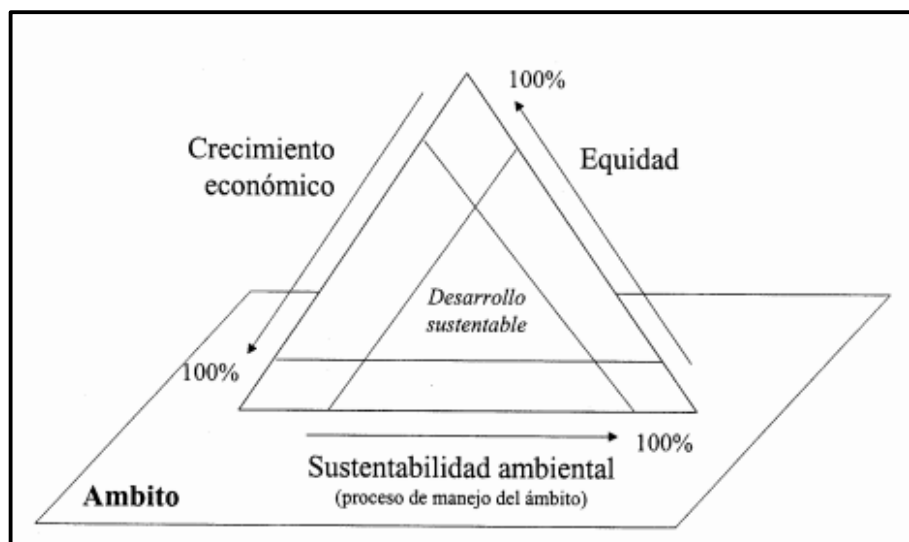 100%
Crecimiento
económico
Equidad
Desarrollo
sustentable
100%
100%
Sustentabilidad ambiental
(proceso de manejo del ámbito)
Ambito